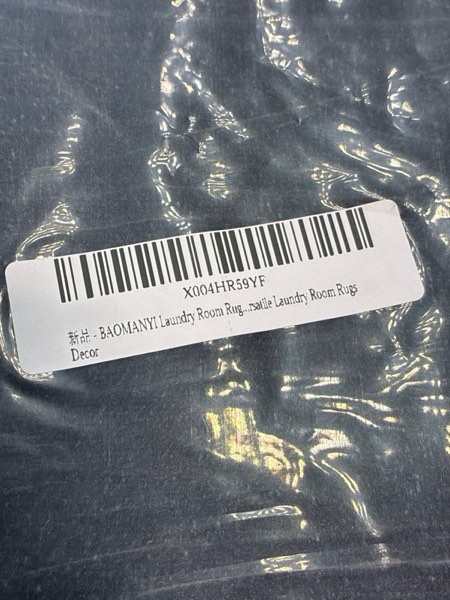 X004HR59YF
新品 - BAOMANYI Laundry Room Rug...rsatile Laundry Room Rugs
Decor